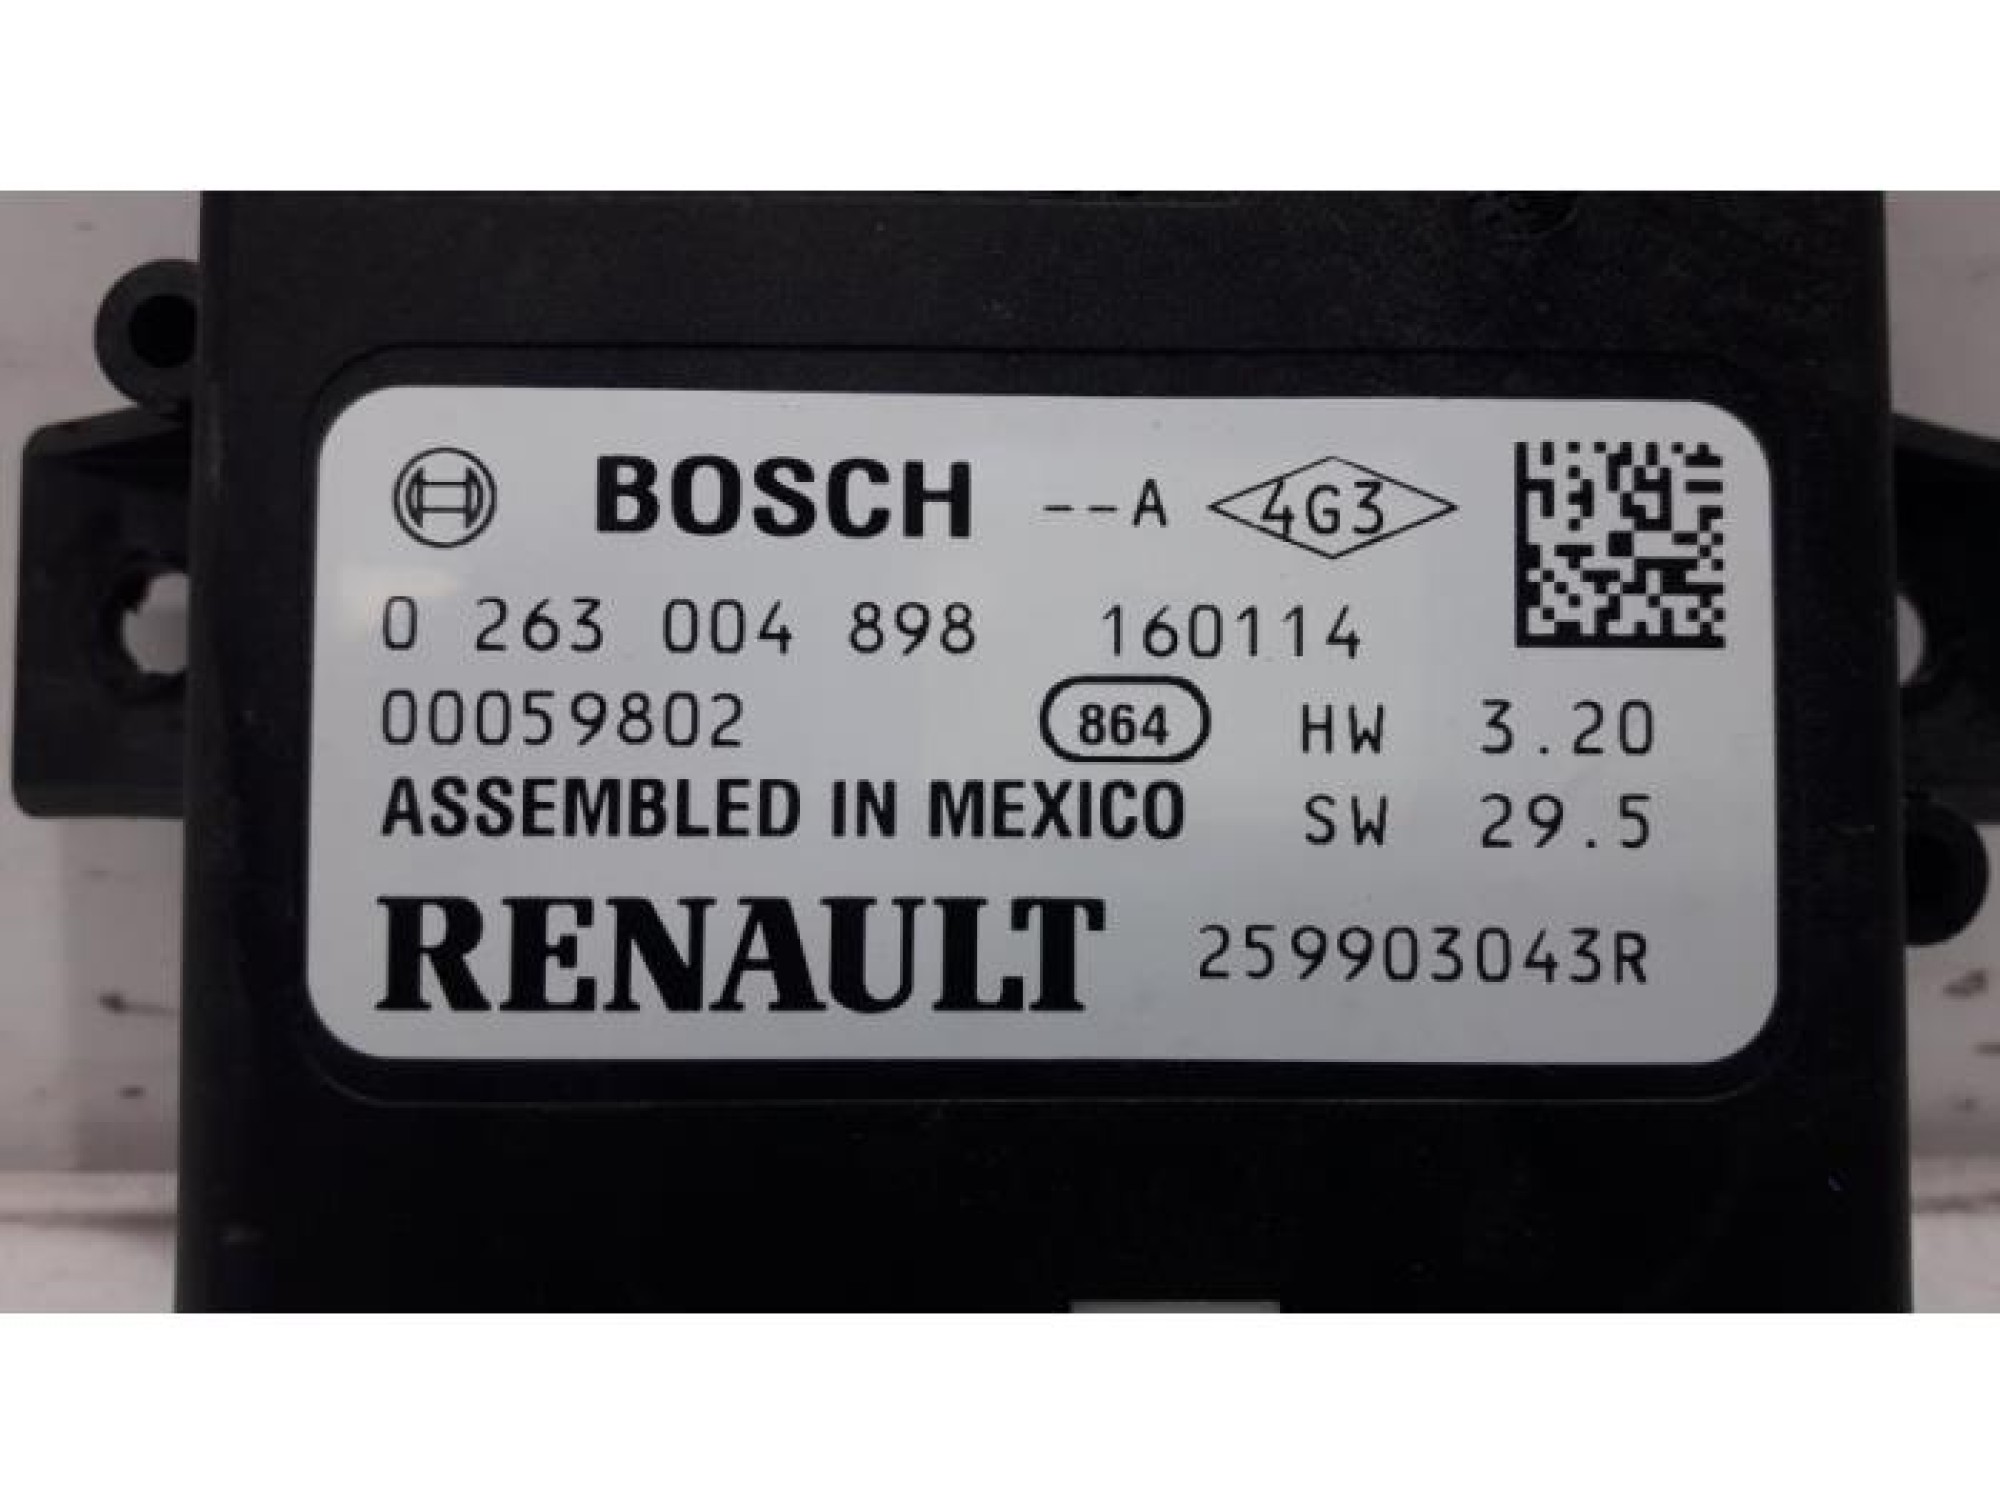 BOSCH --A 4G3
0 263 004 898 160114
00059802 864 HW 3.20
ASSEMBLED IN MEXICO SW 29.5
RENAULT 259903043R